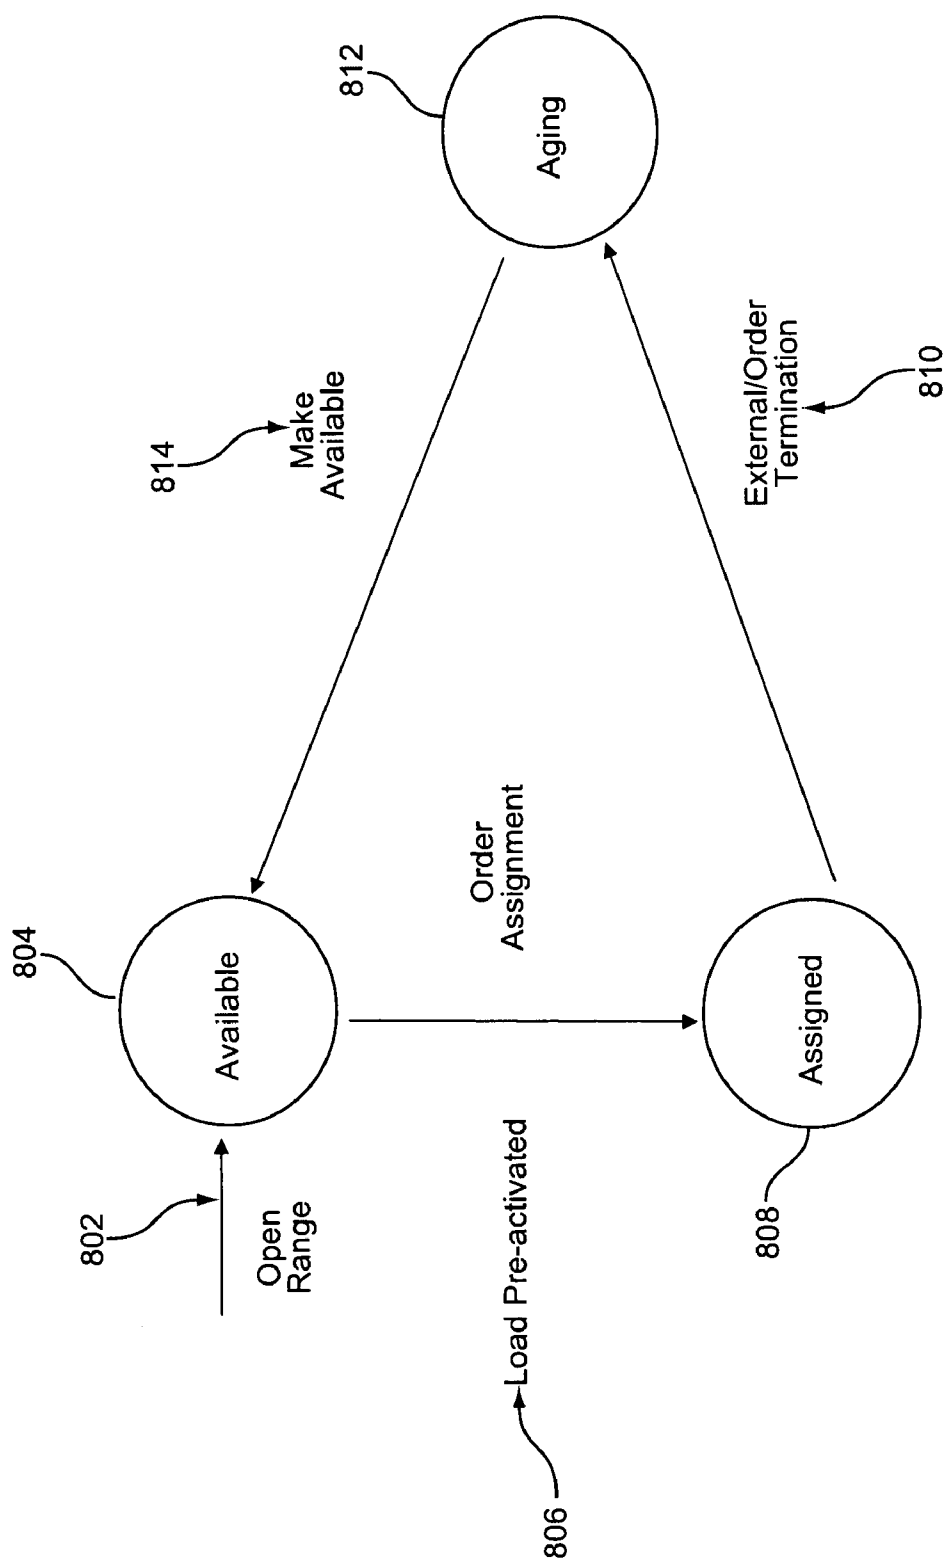 802
Open
Range
804
Available
806
Load Pre-activated
Order
Assignment
808
Assigned
814
Make
Available
External/Order
Termination
810
812
Aging